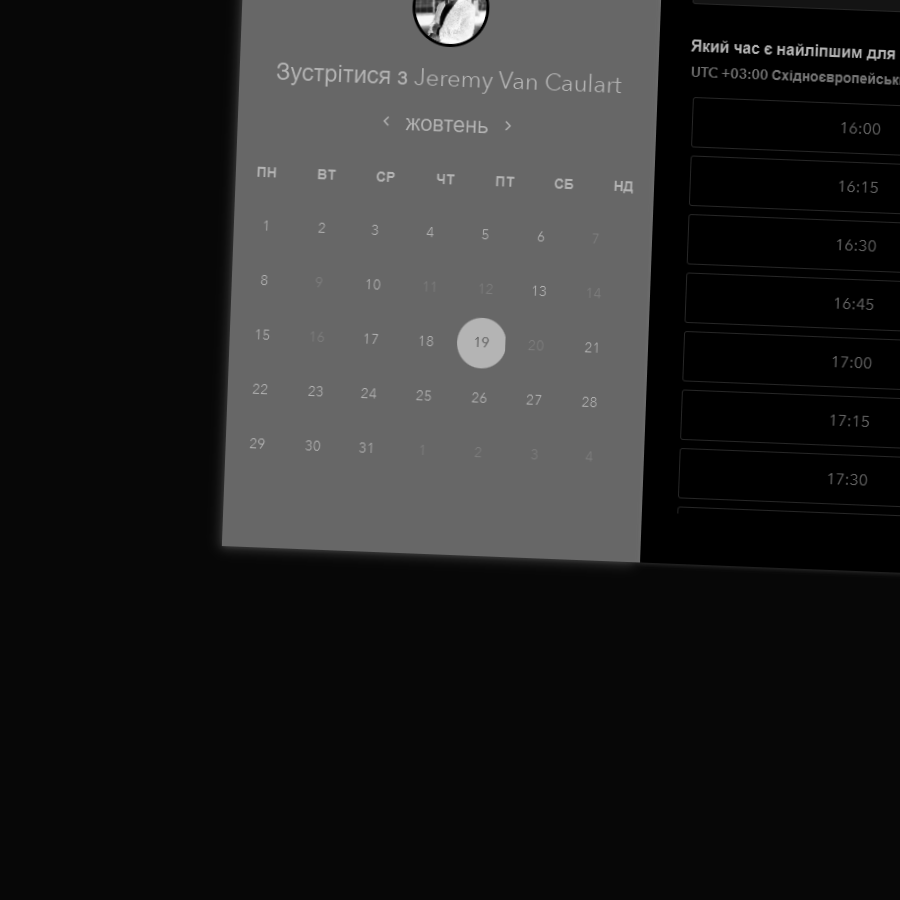 Зустрітися з Jeremy Van Caulart
‹ жовтень ›
ПН ВТ СР ЧТ ПТ СБ НД
1 2 3 4 5 6 7
8 9 10 11 12 13 14
15 16 17 18 19 20 21
22 23 24 25 26 27 28
29 30 31 1 2 3 4
Який час є найліпшим для
UTC +03:00
16:00
16:15
16:30
16:45
17:00
17:15
17:30